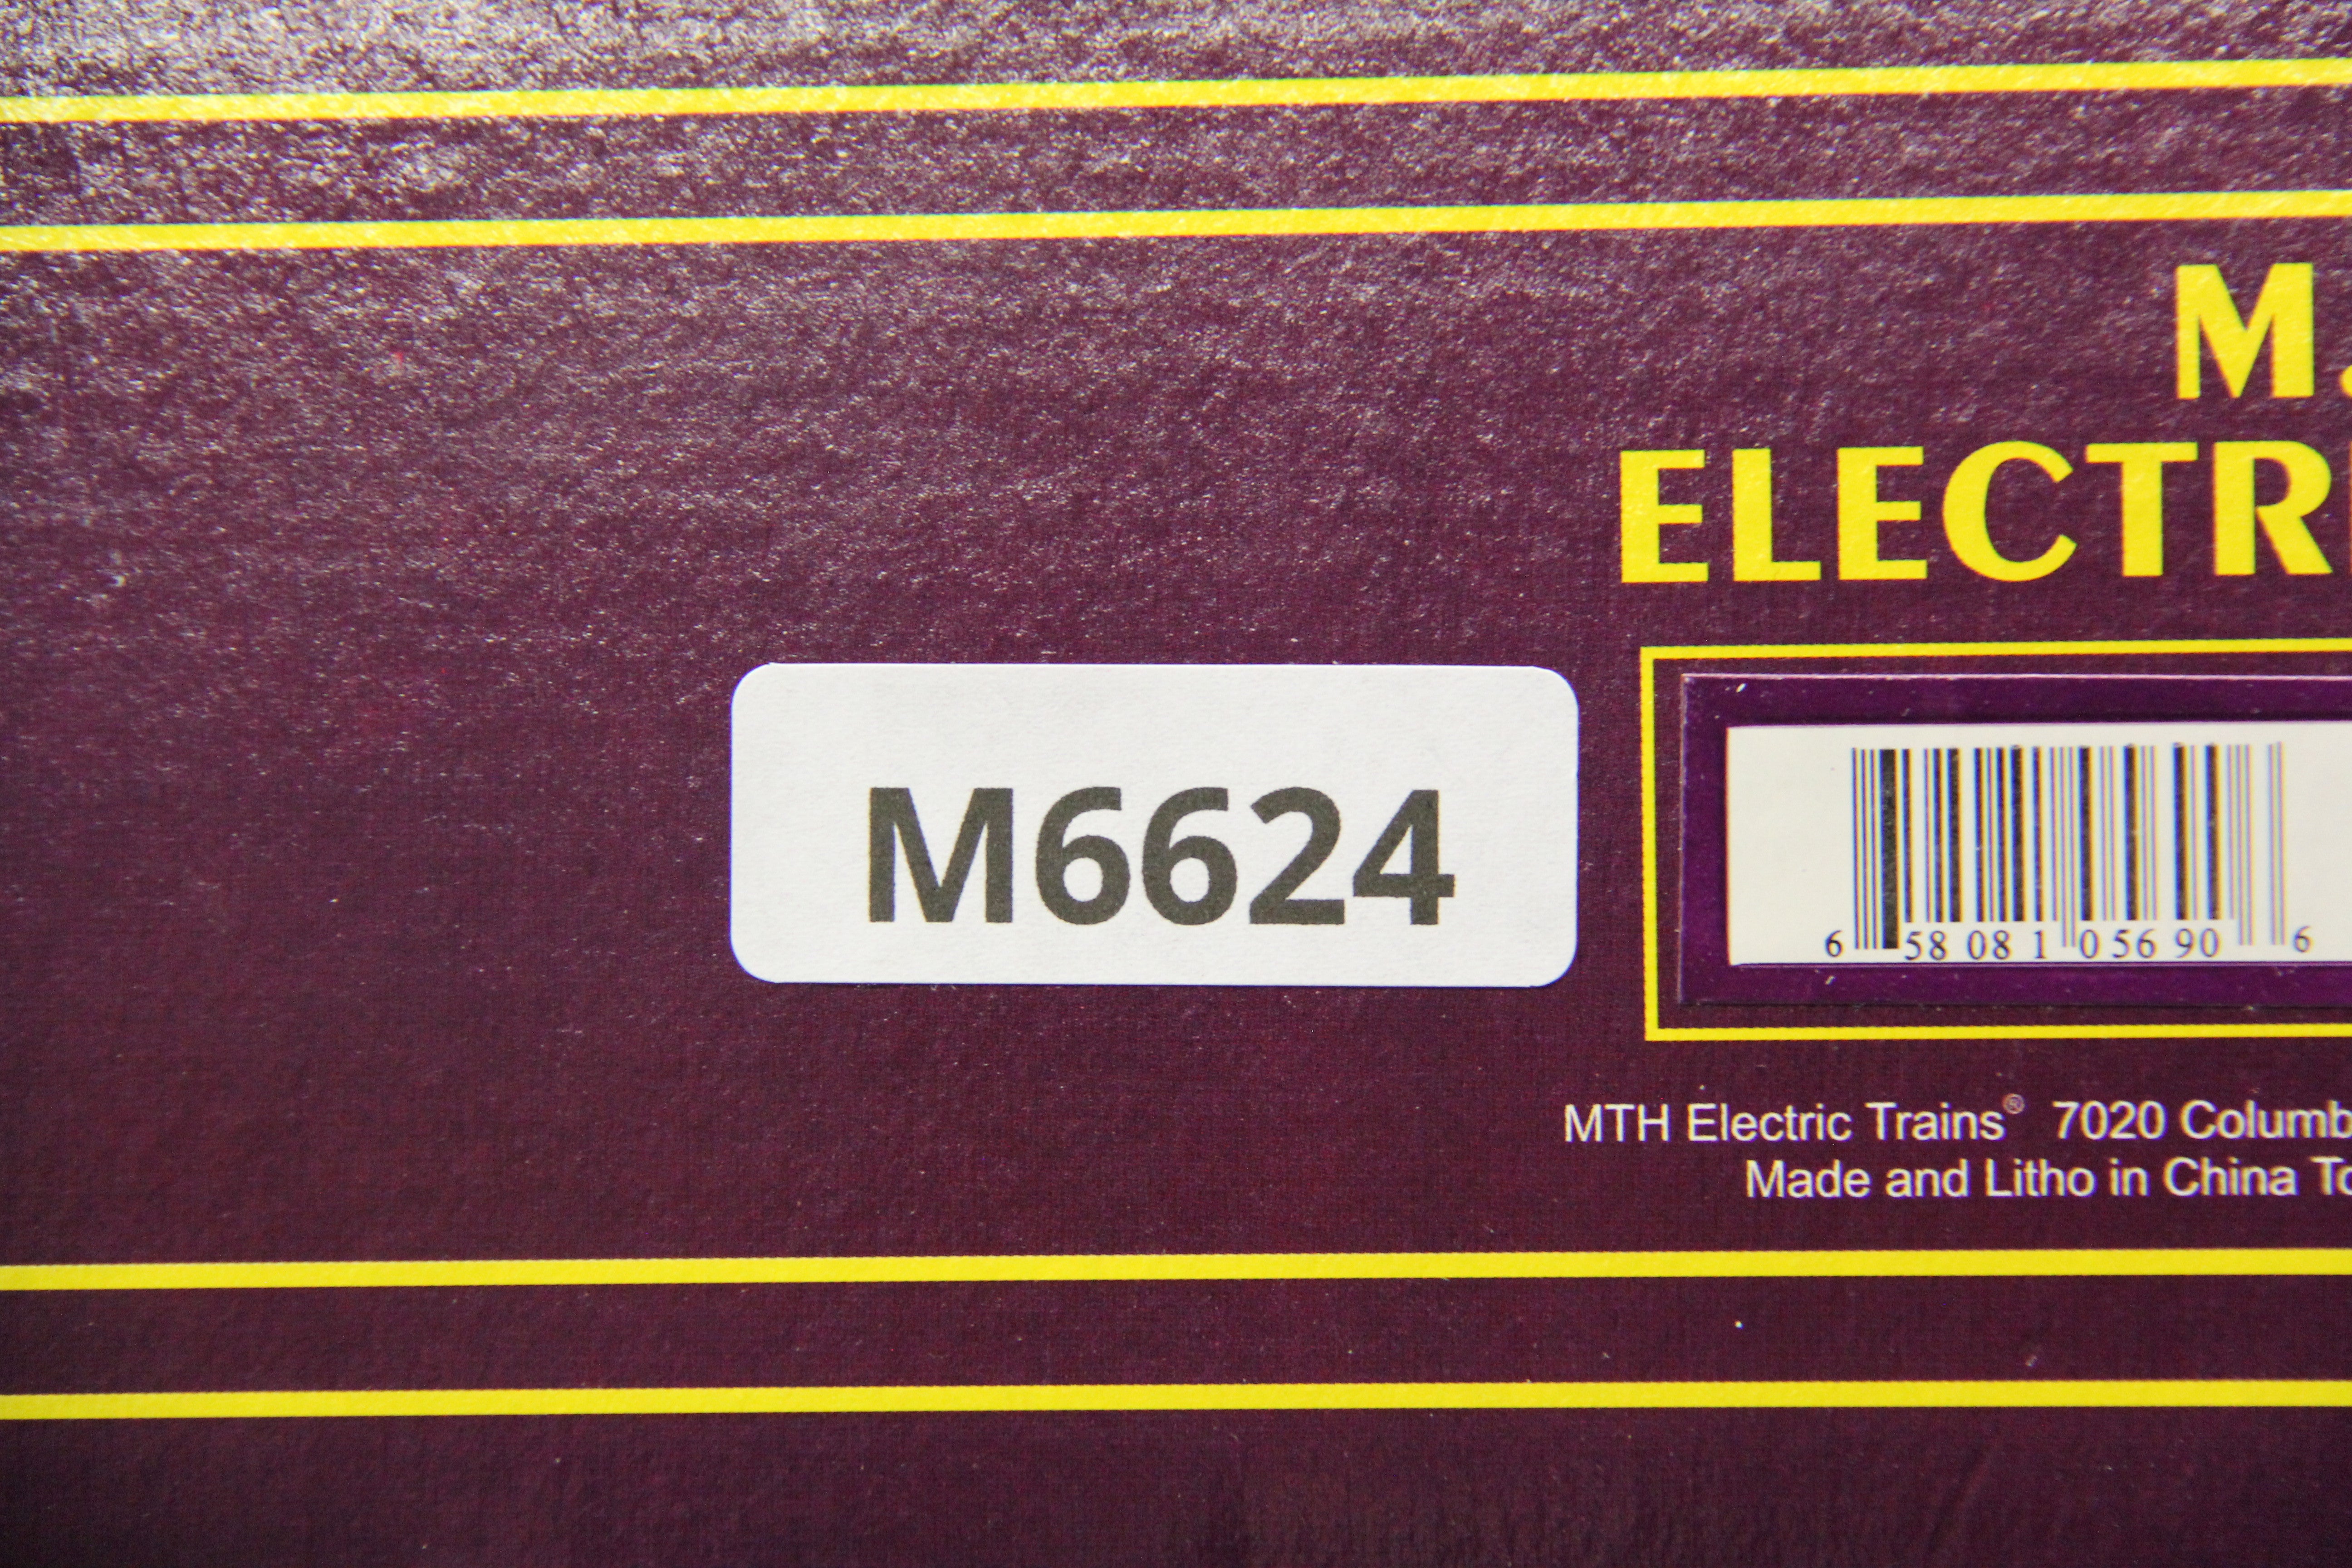 M.
ELECTR
M6624
6 58081 05690 6
MTH Electric Trains® 7020 Columb
Made and Litho in China To